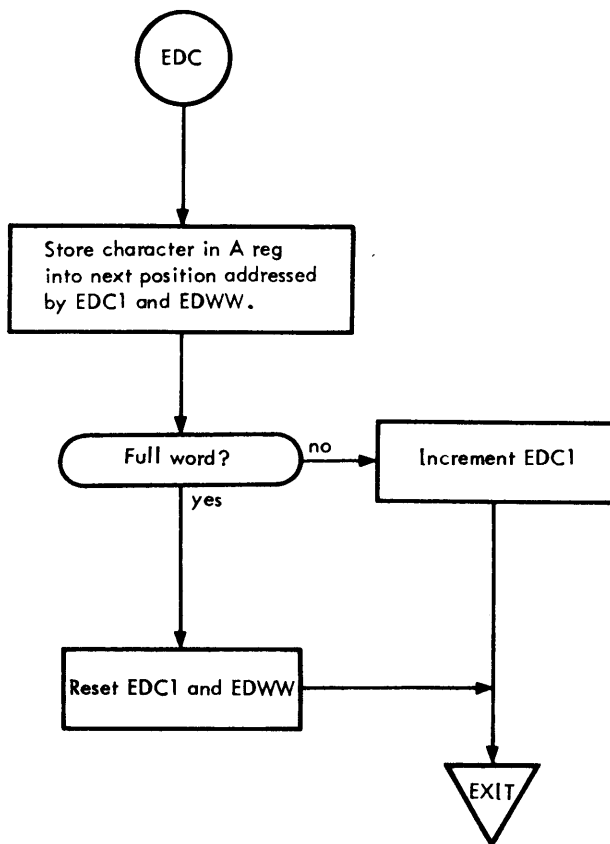 EDC
Store character in A reg
into next position addressed
by EDC1 and EDWW.
Full word?
no
Increment EDC1
yes
Reset EDC1 and EDWW
EXIT